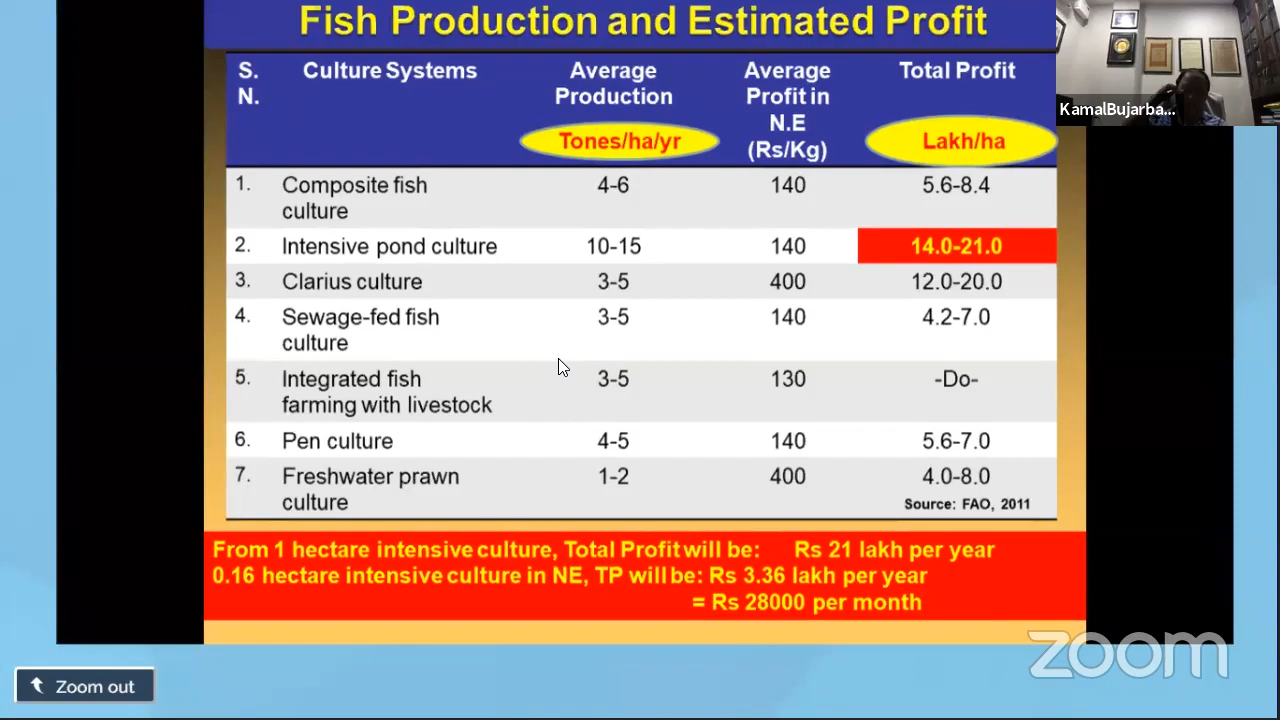 Fish Production and Estimated Profit
S. N. Culture Systems Average Production Tones/ha/yr Average Profit in N.E (Rs/Kg) Total Profit Lakh/ha
1. Composite fish culture 4-6 140 5.6-8.4
2. Intensive pond culture 10-15 140 14.0-21.0
3. Clarius culture 3-5 400 12.0-20.0
4. Sewage-fed fish culture 3-5 140 4.2-7.0
5. Integrated fish farming with livestock 3-5 130 -Do-
6. Pen culture 4-5 140 5.6-7.0
7. Freshwater prawn culture 1-2 400 4.0-8.0
Source: FAO, 2011
From 1 hectare intensive culture, Total Profit will be: Rs 21 lakh per year
0.16 hectare intensive culture in NE, TP will be: Rs 3.36 lakh per year
= Rs 28000 per month
KamalBujarba...
zoom
Zoom out